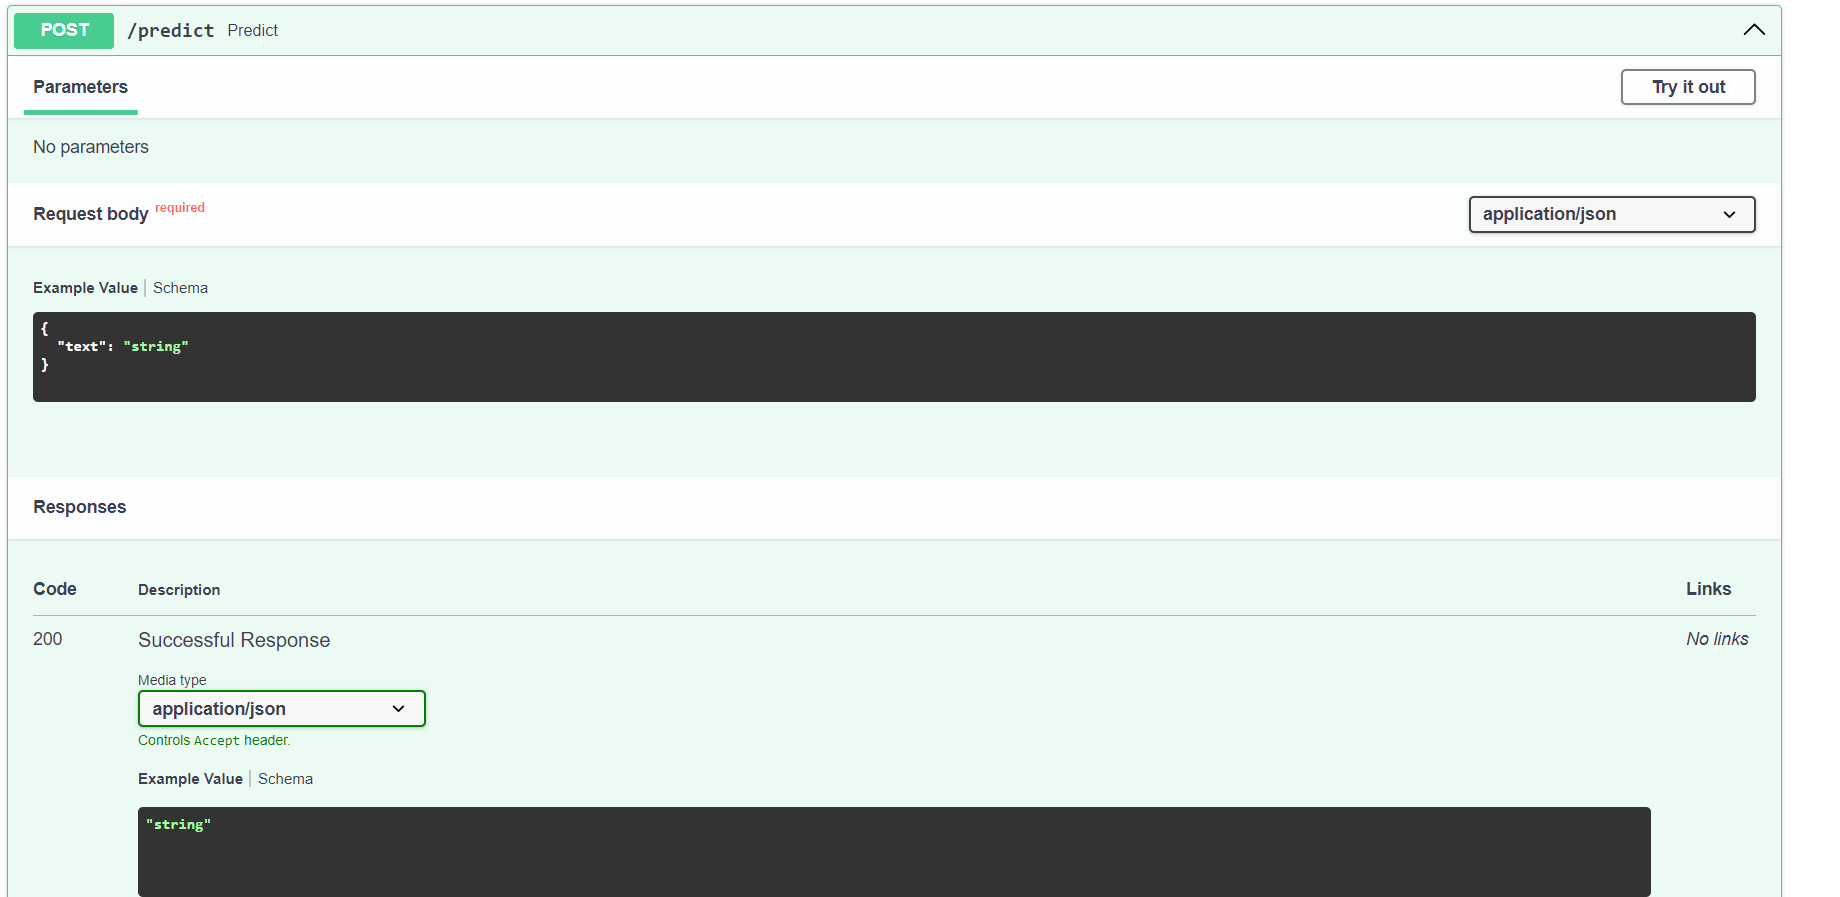 POST /predict Predict
Parameters
Try it out
No parameters
Request body required
application/json
Example Value
Schema
{
"text": "string"
}
Responses
Code Description Links
200 Successful Response No links
Media type
application/json
Controls Accept header.
Example Value
Schema
"string"